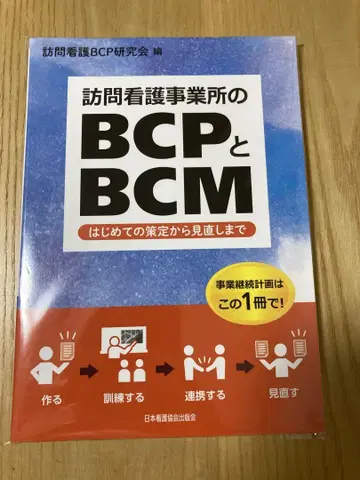 訪問看護BCP研究会 編
訪問看護事業所の
BCPと
BCM
はじめての策定から見直しまで
事業継続計画は
この1冊で!
作る
訓練する
連携する
見直す
日本看護協会出版会